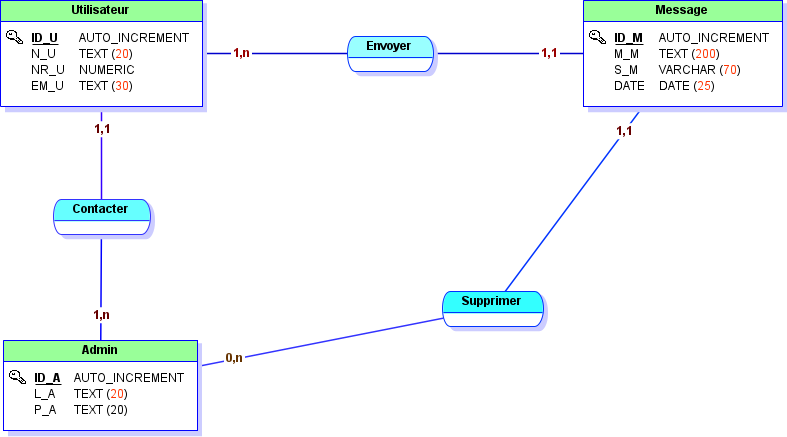 Utilisateur
ID_U AUTO_INCREMENT
N_U TEXT (20)
NR_U NUMERIC
EM_U TEXT (30)
1,n
Envoyer
1,1
Message
ID_M AUTO_INCREMENT
M_M TEXT (200)
S_M VARCHAR (70)
DATE DATE (25)
1,1
1,1
Contacter
1,n
Supprimer
0,n
Admin
ID_A AUTO_INCREMENT
L_A TEXT (20)
P_A TEXT (20)